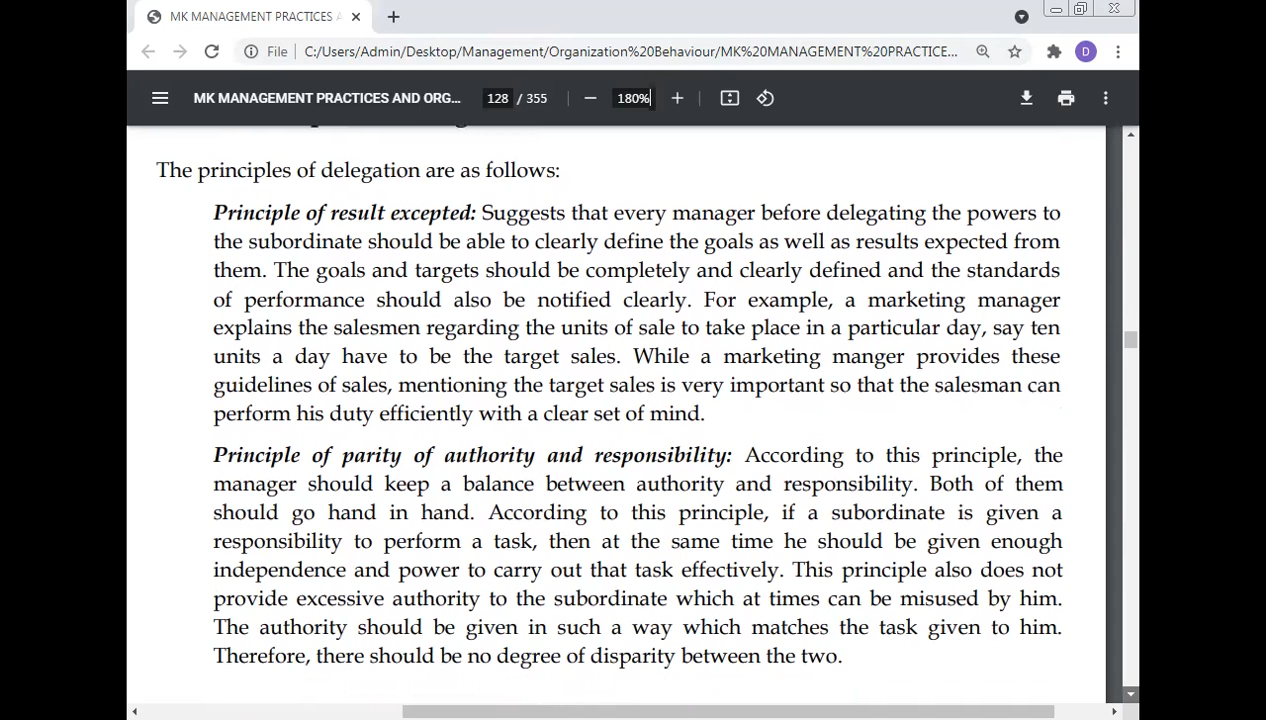 MK MANAGEMENT PRACTICES A
File C:/Users/Admin/Desktop/Management/Organization%20Behaviour/MK%20MANAGEMENT%20PRACTICE... D
MK MANAGEMENT PRACTICES AND ORG... 128 / 355 180%
The principles of delegation are as follows:
Principle of result excepted: Suggests that every manager before delegating the powers to
the subordinate should be able to clearly define the goals as well as results expected from
them. The goals and targets should be completely and clearly defined and the standards
of performance should also be notified clearly. For example, a marketing manager
explains the salesmen regarding the units of sale to take place in a particular day, say ten
units a day have to be the target sales. While a marketing manger provides these
guidelines of sales, mentioning the target sales is very important so that the salesman can
perform his duty efficiently with a clear set of mind.
Principle of parity of authority and responsibility: According to this principle, the
manager should keep a balance between authority and responsibility. Both of them
should go hand in hand. According to this principle, if a subordinate is given a
responsibility to perform a task, then at the same time he should be given enough
independence and power to carry out that task effectively. This principle also does not
provide excessive authority to the subordinate which at times can be misused by him.
The authority should be given in such a way which matches the task given to him.
Therefore, there should be no degree of disparity between the two.